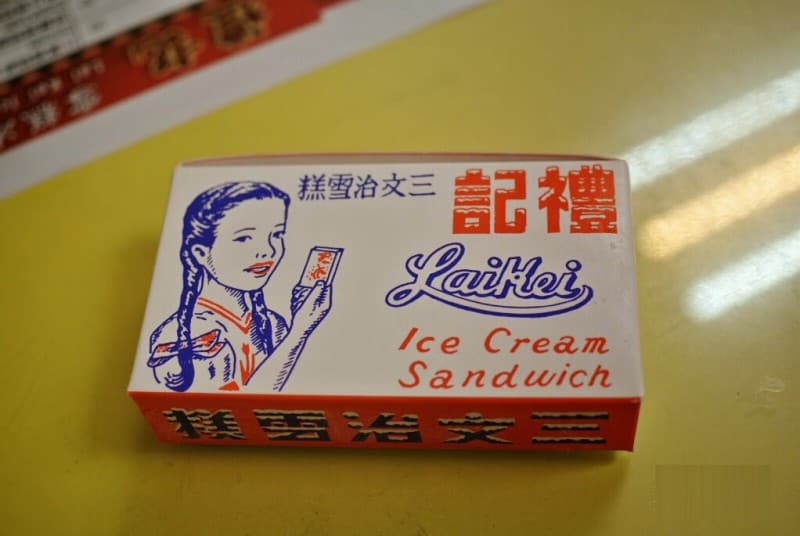 禮記
三文治雪糕
LaiKei
Ice Cream
Sandwich
三文治雪糕